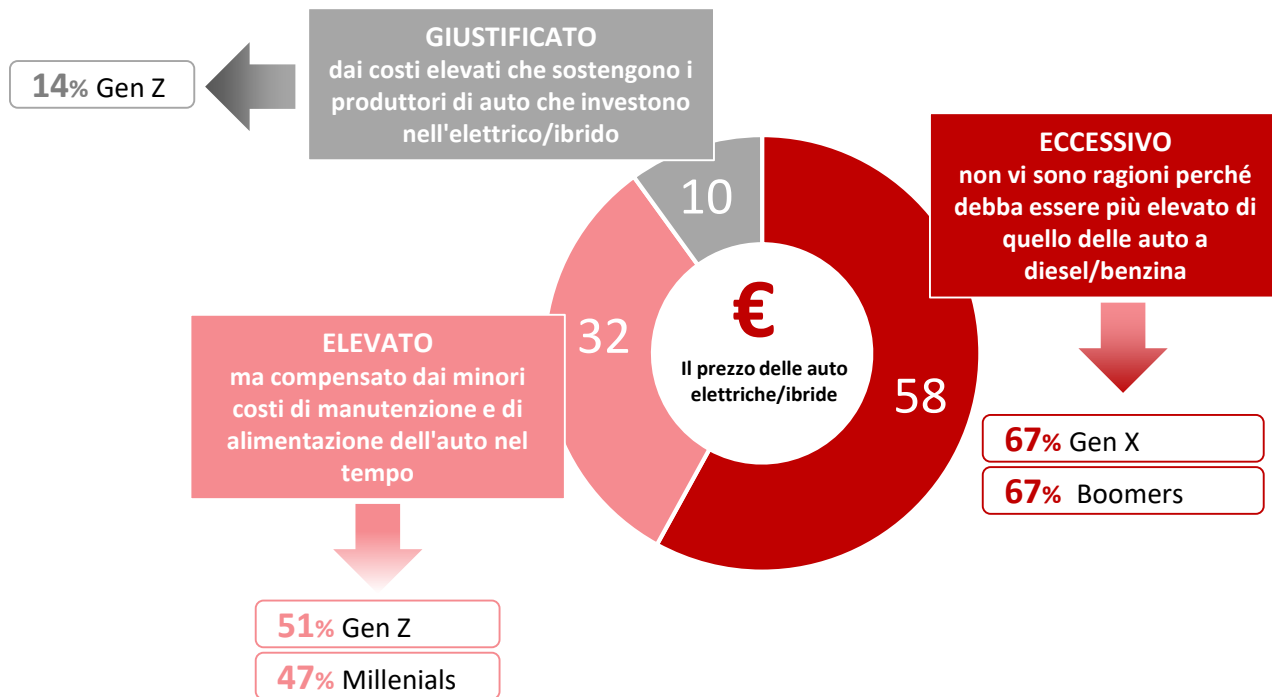 GIUSTIFICATO
dai costi elevati che sostengono i
produttori di auto che investono
nell'elettrico/ibrido
14% Gen Z
10
ECCESSIVO
non vi sono ragioni perché
debba essere più elevato di
quello delle auto a
diesel/benzina
€
Il prezzo delle auto
elettriche/ibride
32
58
ELEVATO
ma compensato dai minori
costi di manutenzione e di
alimentazione dell'auto nel
tempo
67% Gen X
67% Boomers
51% Gen Z
47% Millenials